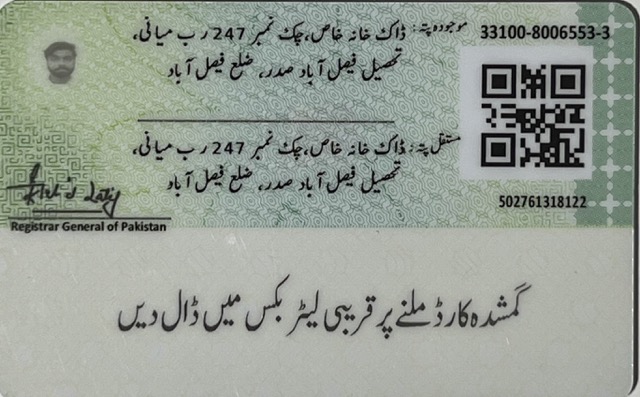 موجودہ پتہ: ڈاک خانہ خاص، چک نمبر 247 رب میانی،
تحصیل فیصل آباد صدر، ضلع فیصل آباد
33100-8006553-3
مستقل پتہ: ڈاک خانہ خاص، چک نمبر 247 رب میانی،
تحصیل فیصل آباد صدر، ضلع فیصل آباد
502761318122
Registrar General of Pakistan
گمشدہ کارڈ ملنے پر قریبی لیٹر بکس میں ڈال دیں